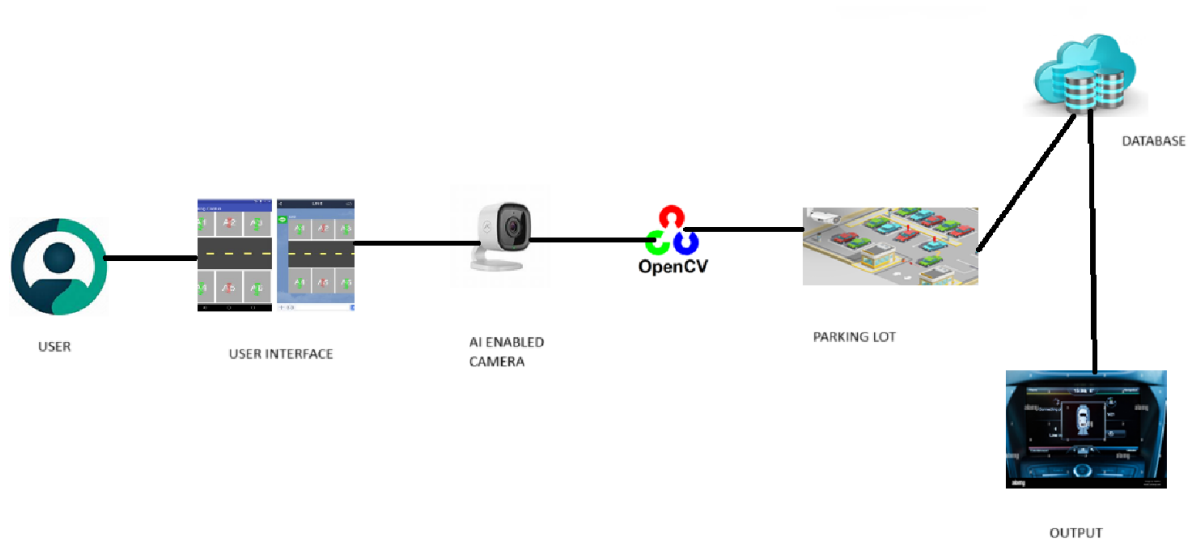 USER
USER INTERFACE
AI ENABLED
CAMERA
OpenCV
PARKING LOT
DATABASE
OUTPUT